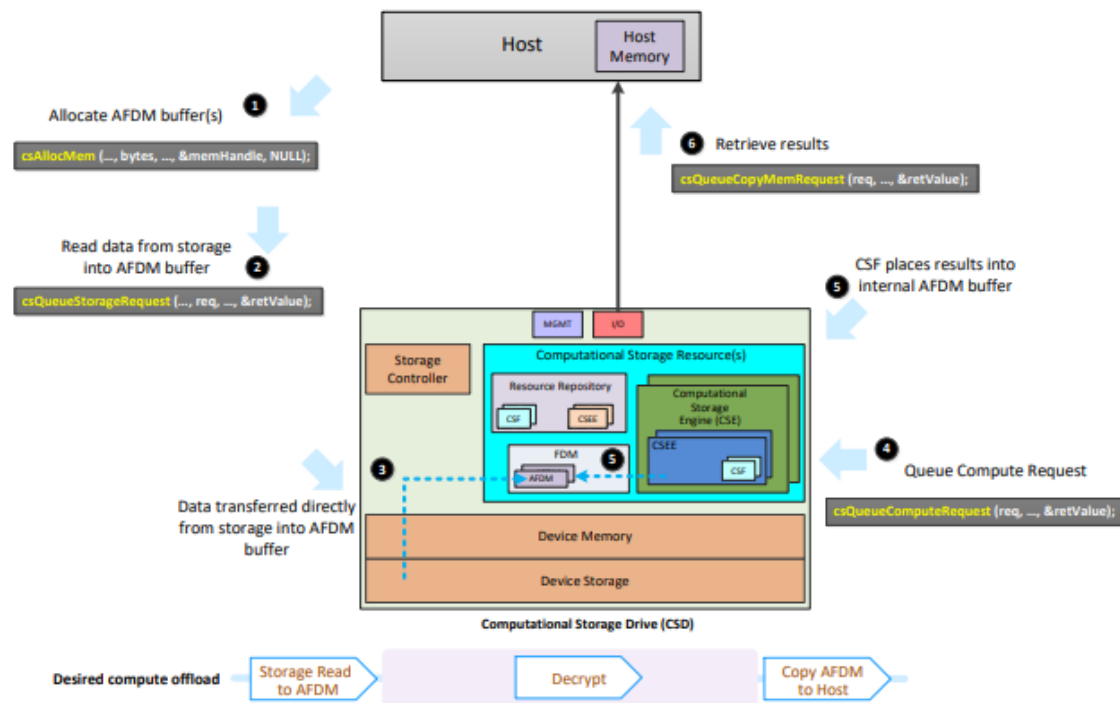 Host
Host
Memory
1
Allocate AFDM buffer(s)
csAllocMem (..., bytes, ..., &memHandle, NULL);
6
Retrieve results
csQueueCopyMemRequest (req, ..., &retValue);
Read data from storage
into AFDM buffer
2
csQueueStorageRequest (..., req, ..., &retValue);
CSF places results into
internal AFDM buffer
5
MGMT
I/O
Storage
Controller
Computational Storage Resource(s)
Resource Repository
CSF
CSEE
Computational
Storage
Engine (CSE)
CSEE
CSF
FDM
AFDM
5
3
Data transferred directly
from storage into AFDM
buffer
4
Queue Compute Request
csQueueComputeRequest (req, ..., &retValue);
Device Memory
Device Storage
Computational Storage Drive (CSD)
Desired compute offload
Storage Read
to AFDM
Decrypt
Copy AFDM
to Host